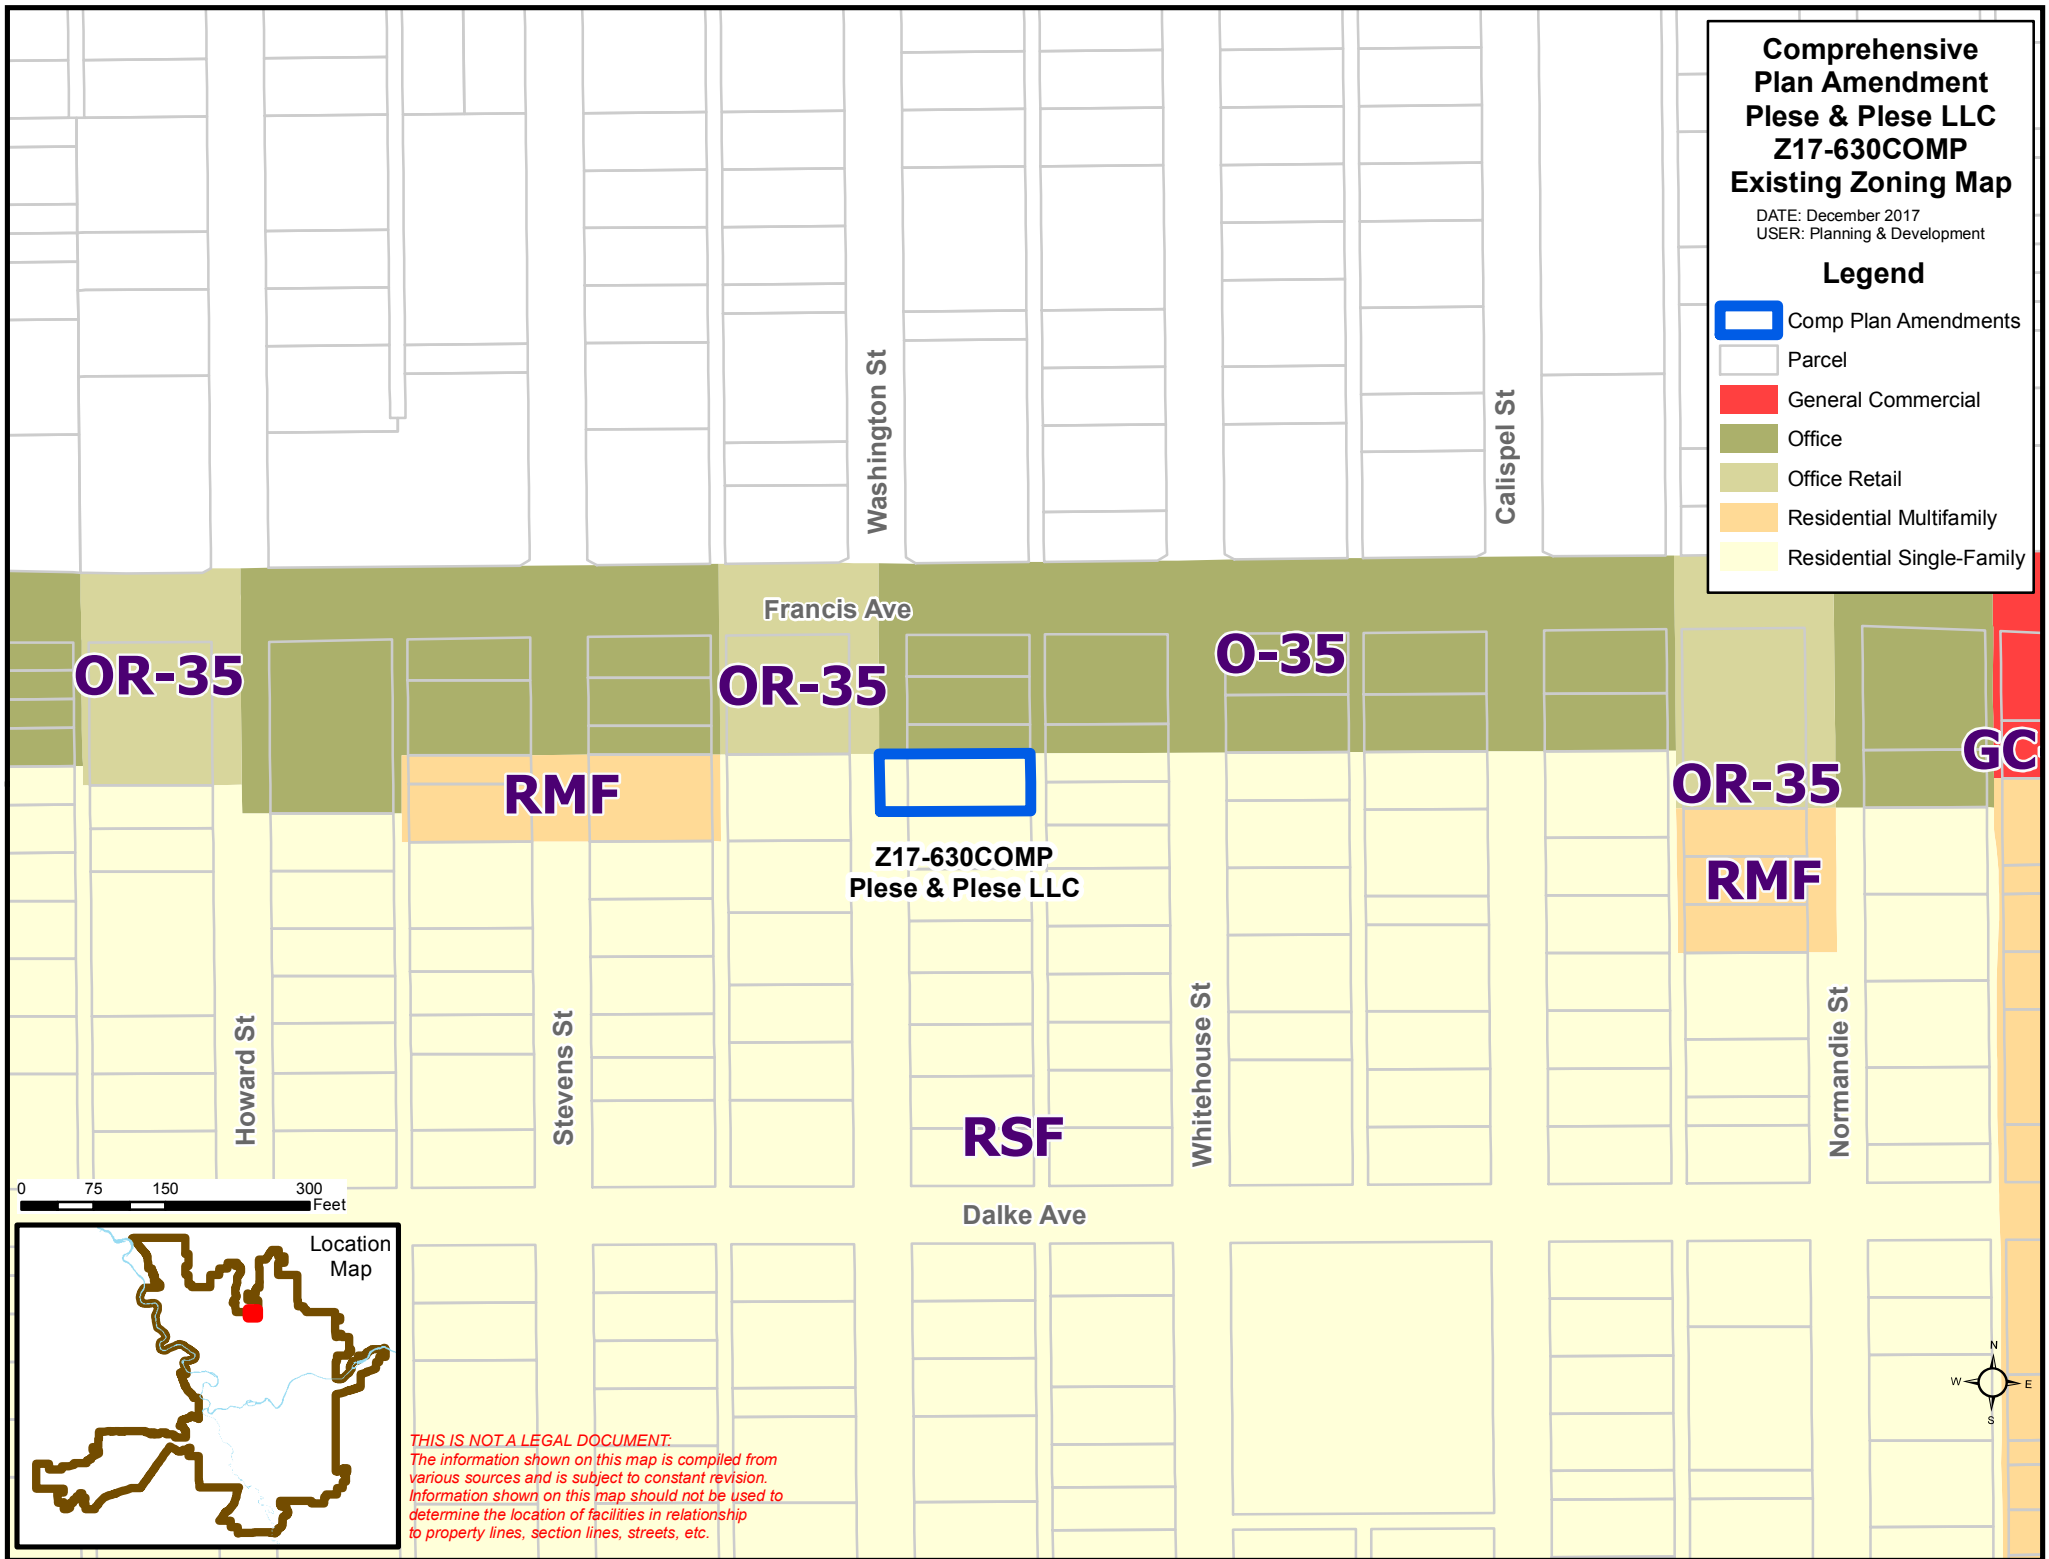 Comprehensive
Plan Amendment
Plese & Plese LLC
Z17-630COMP
Existing Zoning Map
DATE: December 2017
USER: Planning & Development
Legend
Comp Plan Amendments
Parcel
General Commercial
Office
Office Retail
Residential Multifamily
Residential Single-Family
Washington St
Calispel St
Francis Ave
OR-35
OR-35
O-35
OR-35
GC
RMF
RMF
Z17-630COMP
Plese & Plese LLC
Howard St
Stevens St
Whitehouse St
Normandie St
RSF
Dalke Ave
0 75 150 300
Feet
Location
Map
THIS IS NOT A LEGAL DOCUMENT:
The information shown on this map is compiled from
various sources and is subject to constant revision.
Information shown on this map should not be used to
determine the location of facilities in relationship
to property lines, section lines, streets, etc.
N
W E
S